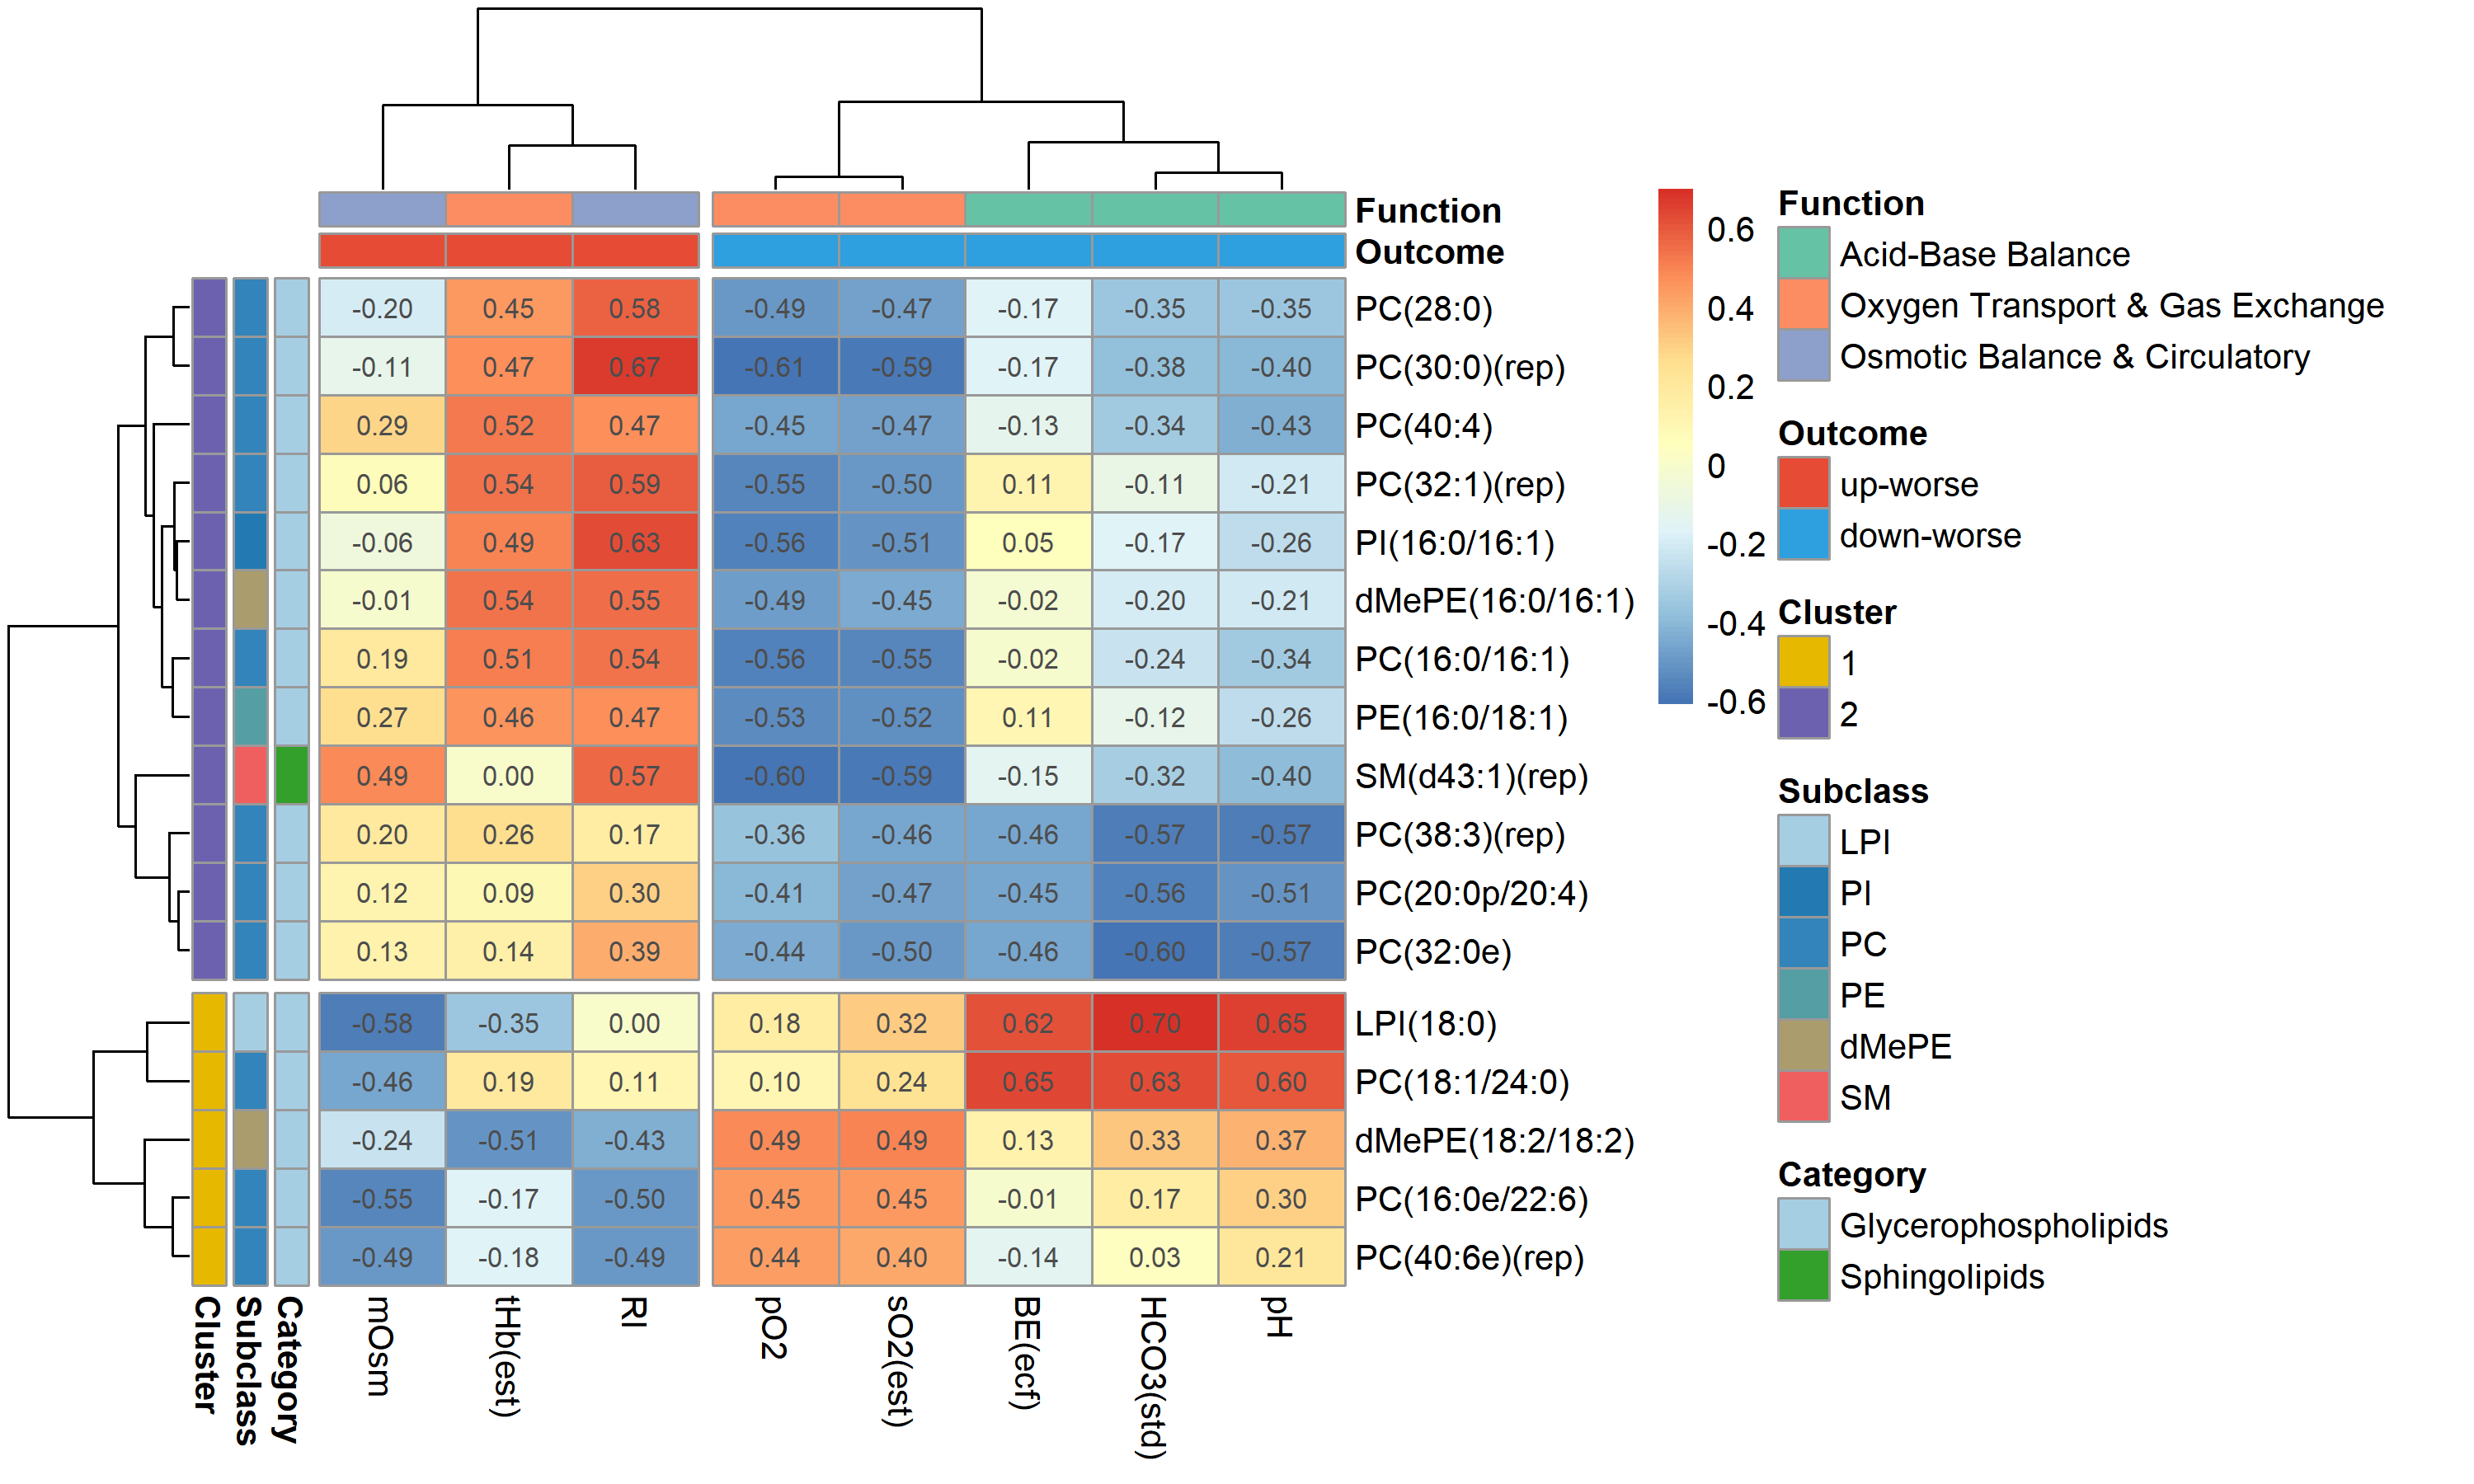 Function
Outcome
-0.20 0.45 0.58 -0.49 -0.47 -0.17 -0.35 -0.35 PC(28:0)
-0.11 0.47 0.67 -0.61 -0.59 -0.17 -0.38 -0.40 PC(30:0)(rep)
0.29 0.52 0.47 -0.45 -0.47 -0.13 -0.34 -0.43 PC(40:4)
0.06 0.54 0.59 -0.55 -0.50 0.11 -0.11 -0.21 PC(32:1)(rep)
-0.06 0.49 0.63 -0.56 -0.51 0.05 -0.17 -0.26 PI(16:0/16:1)
-0.01 0.54 0.55 -0.49 -0.45 -0.02 -0.20 -0.21 dMePE(16:0/16:1)
0.19 0.51 0.54 -0.56 -0.55 -0.02 -0.24 -0.34 PC(16:0/16:1)
0.27 0.46 0.47 -0.53 -0.52 0.11 -0.12 -0.26 PE(16:0/18:1)
0.49 0.00 0.57 -0.60 -0.59 -0.15 -0.32 -0.40 SM(d43:1)(rep)
0.20 0.26 0.17 -0.36 -0.46 -0.46 -0.57 -0.57 PC(38:3)(rep)
0.12 0.09 0.30 -0.41 -0.47 -0.45 -0.56 -0.51 PC(20:0p/20:4)
0.13 0.14 0.39 -0.44 -0.50 -0.46 -0.60 -0.57 PC(32:0e)
-0.58 -0.35 0.00 0.18 0.32 0.62 0.70 0.65 LPI(18:0)
-0.46 0.19 0.11 0.10 0.24 0.65 0.63 0.60 PC(18:1/24:0)
-0.24 -0.51 -0.43 0.49 0.49 0.13 0.33 0.37 dMePE(18:2/18:2)
-0.55 -0.17 -0.50 0.45 0.45 -0.01 0.17 0.30 PC(16:0e/22:6)
-0.49 -0.18 -0.49 0.44 0.40 -0.14 0.03 0.21 PC(40:6e)(rep)
Cluster
Subclass
Category
mOsm
tHb(est)
RI
pO2
sO2(est)
BE(ecf)
HCO3(std)
pH
0.6
0.4
0.2
0
-0.2
-0.4
-0.6
Function
Acid-Base Balance
Oxygen Transport & Gas Exchange
Osmotic Balance & Circulatory
Outcome
up-worse
down-worse
Cluster
1
2
Subclass
LPI
PI
PC
PE
dMePE
SM
Category
Glycerophospholipids
Sphingolipids